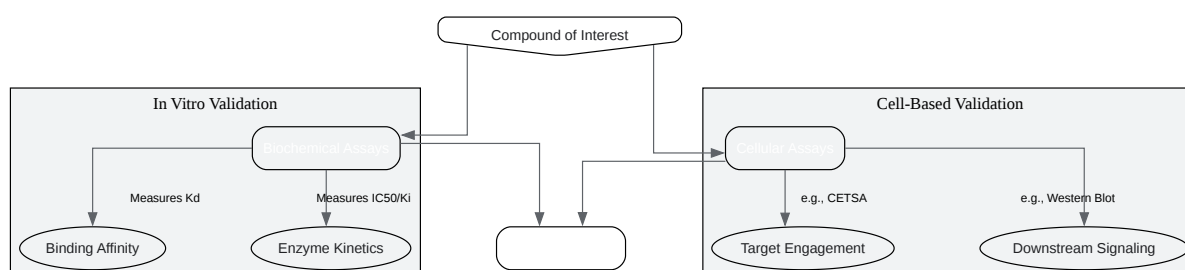 Compound of Interest
In Vitro Validation
Cell-Based Validation
Biochemical Assays
Cellular Assays
Measures Kd
Measures IC50/Ki
e.g., CETSA
e.g., Western Blot
Binding Affinity
Enzyme Kinetics
Target Engagement
Downstream Signaling